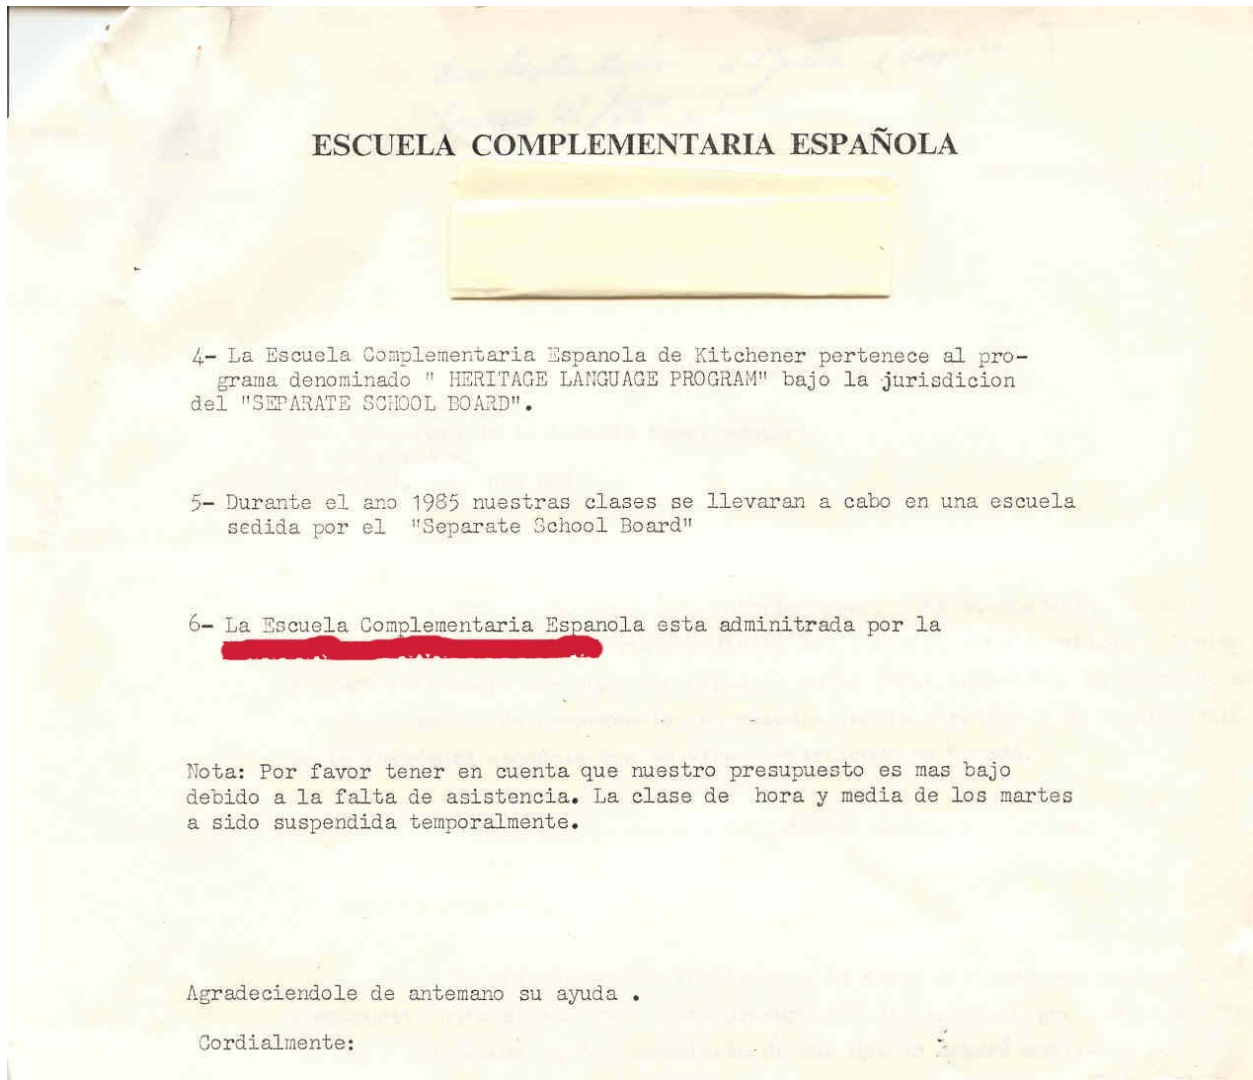 ESCUELA COMPLEMENTARIA ESPAÑOLA
4- La Escuela Complementaria Espanola de Kitchener pertenece al pro-
grama denominado " HERITAGE LANGUAGE PROGRAM" bajo la jurisdicion
del "SEPARATE SCHOOL BOARD".
5- Durante el ano 1985 nuestras clases se llevaran a cabo en una escuela
sedida por el "Separate School Board"
6- La Escuela Complementaria Espanola esta adminitrada por la
Nota: Por favor tener en cuenta que nuestro presupuesto es mas bajo
debido a la falta de asistencia. La clase de hora y media de los martes
a sido suspendida temporalmente.
Agradeciendole de antemano su ayuda .
Cordialmente: